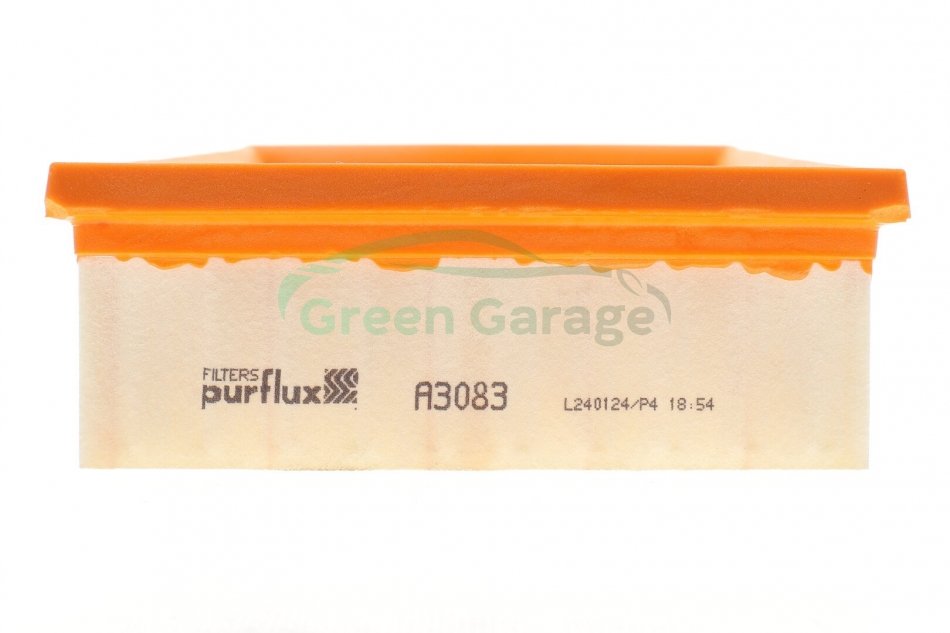 Green Garage
FILTERS
purflux
A3083
L240124/P4 18:54